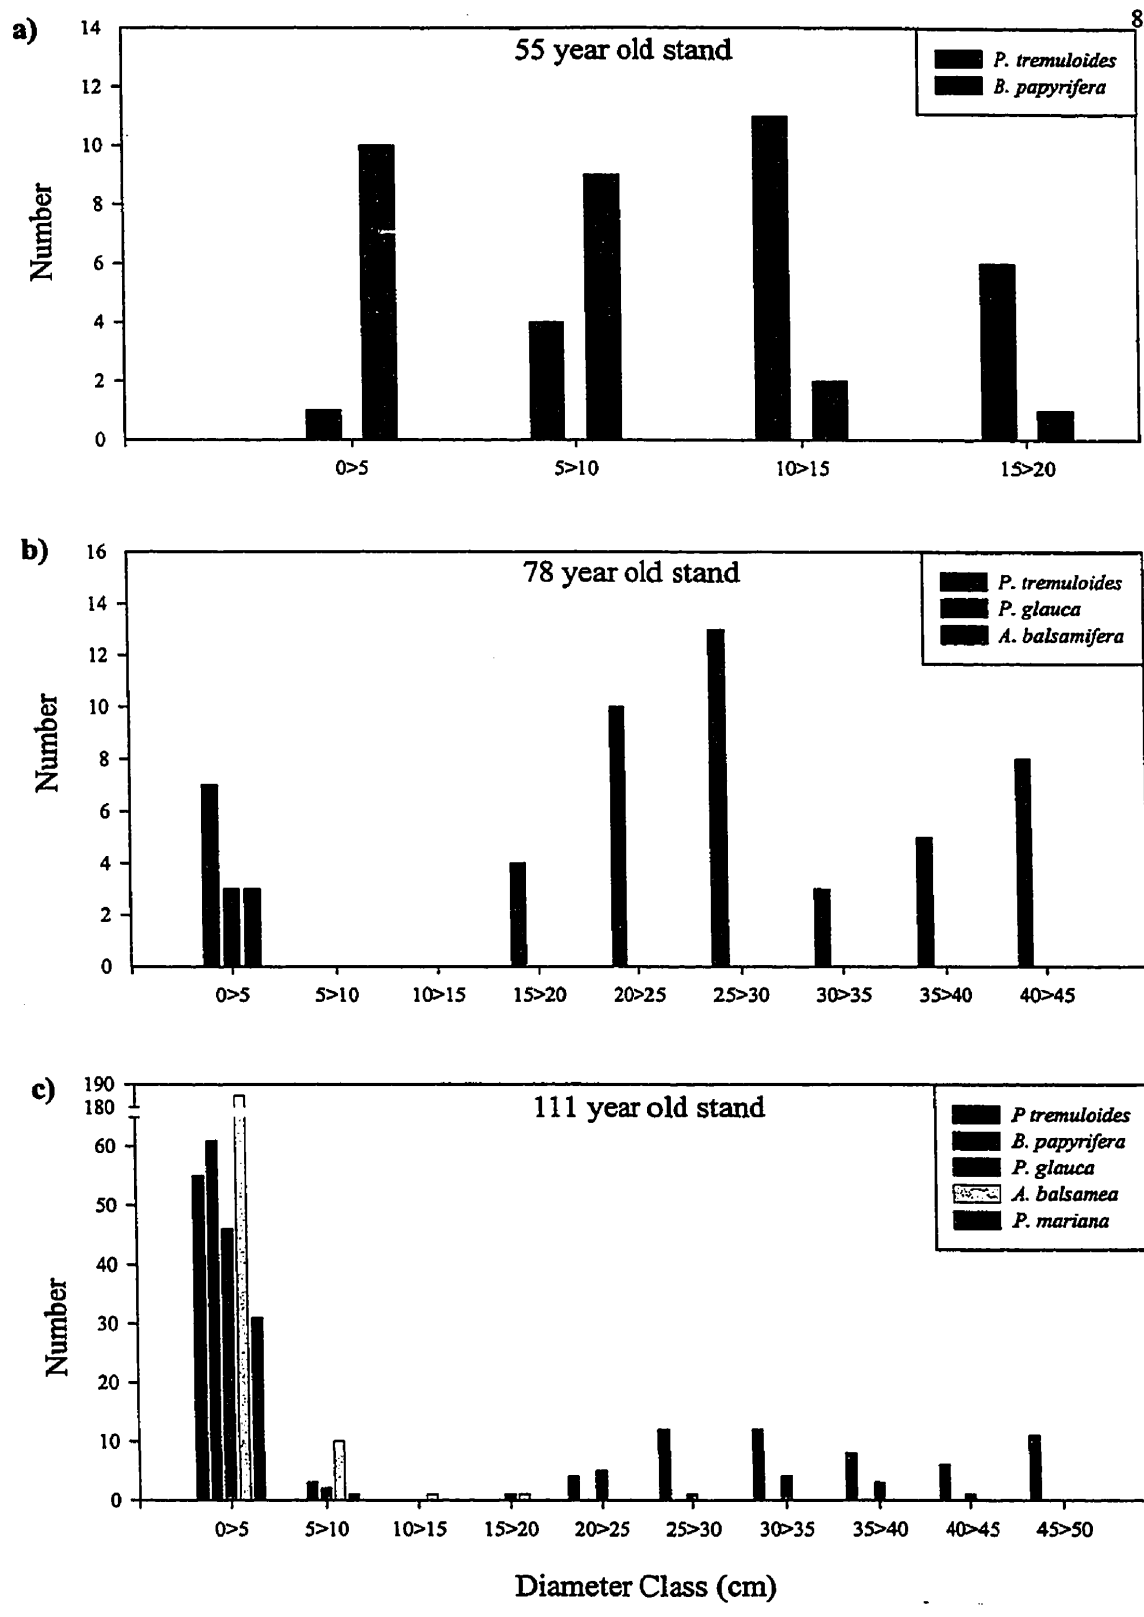 8
a)
55 year old stand
P. tremuloides
B. papyrifera
Number
14
12
10
8
6
4
2
0
0>5 5>10 10>15 15>20
b)
78 year old stand
P. tremuloides
P. glauca
A. balsamifera
Number
16
14
12
10
8
6
4
2
0
0>5 5>10 10>15 15>20 20>25 25>30 30>35 35>40 40>45
c)
111 year old stand
P tremuloides
B. papyrifera
P. glauca
A. balsamea
P. mariana
Number
190
180
60
50
40
30
20
10
0
0>5 5>10 10>15 15>20 20>25 25>30 30>35 35>40 40>45 45>50
Diameter Class (cm)